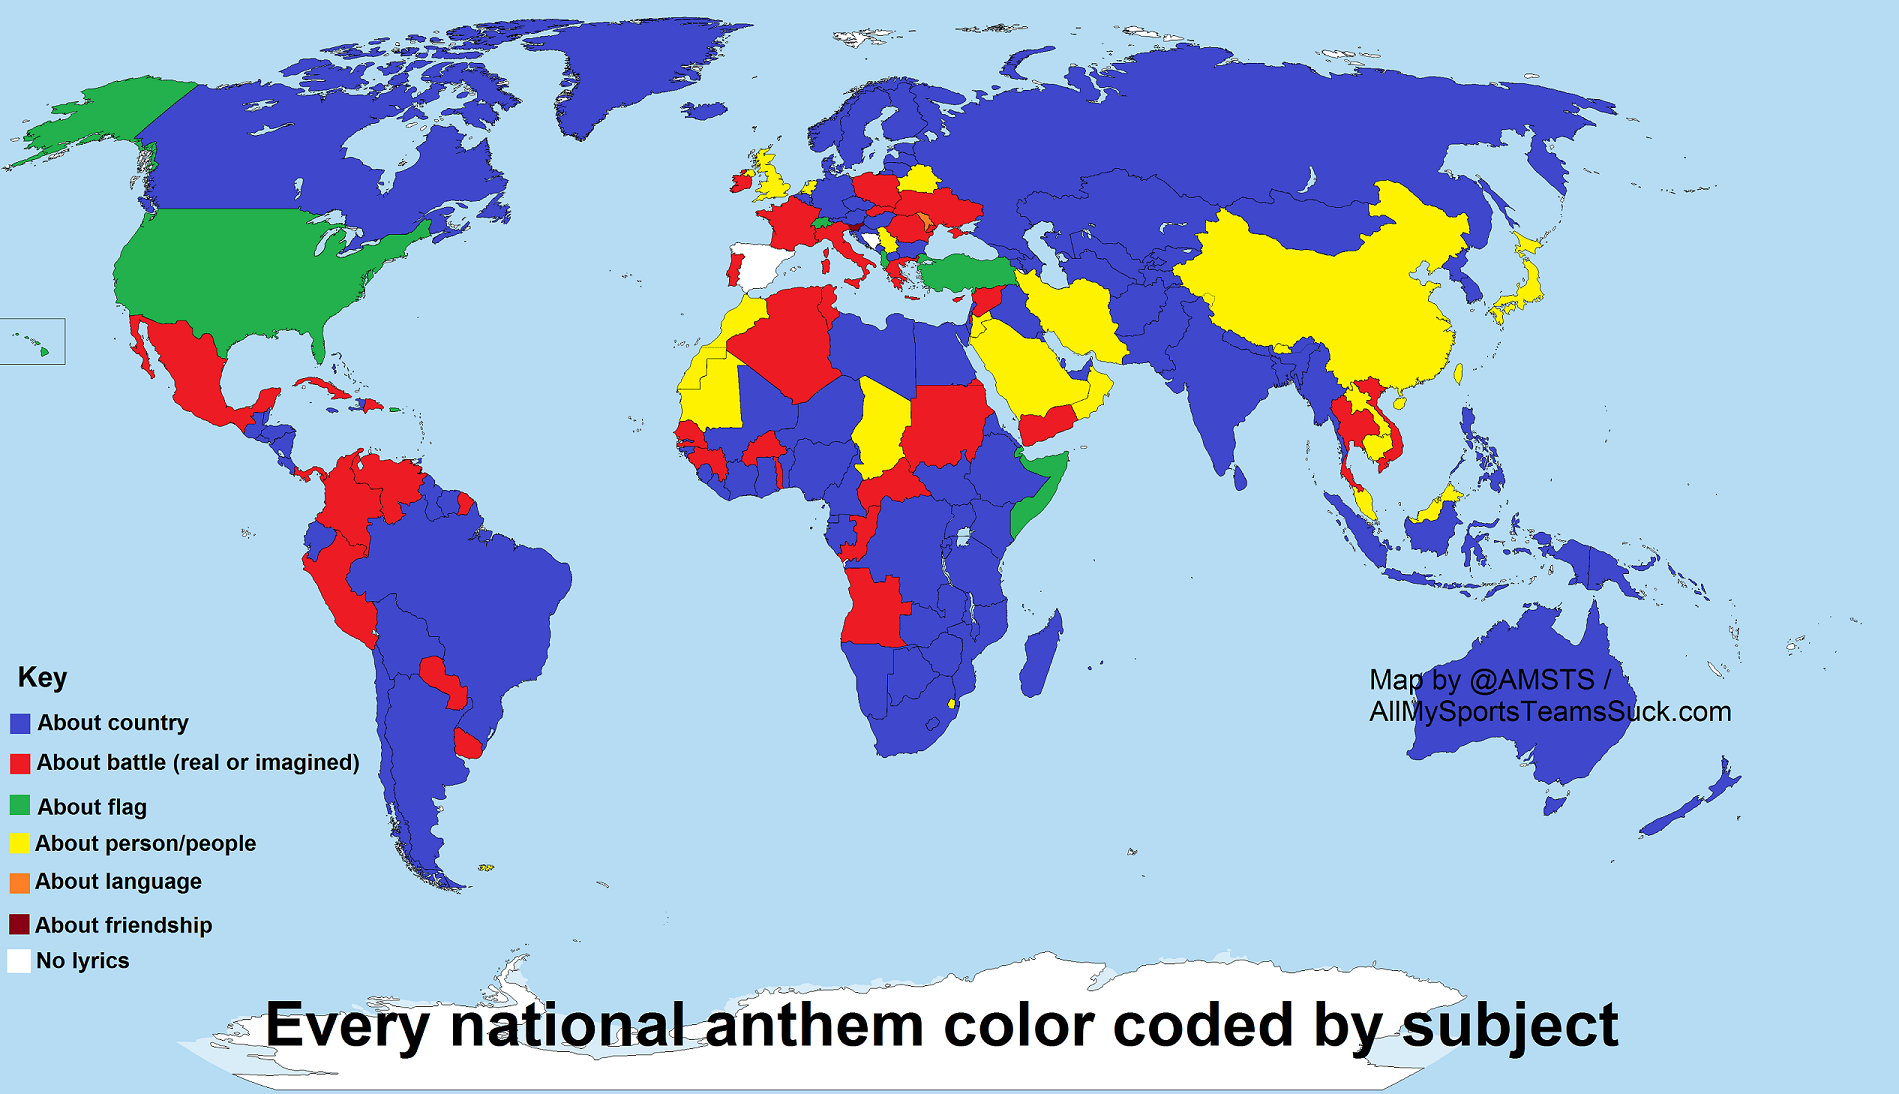 Key
About country
About battle (real or imagined)
About flag
About person/people
About language
About friendship
No lyrics
Map by @AMSTS /
AllMySportsTeamsSuck.com
Every national anthem color coded by subject